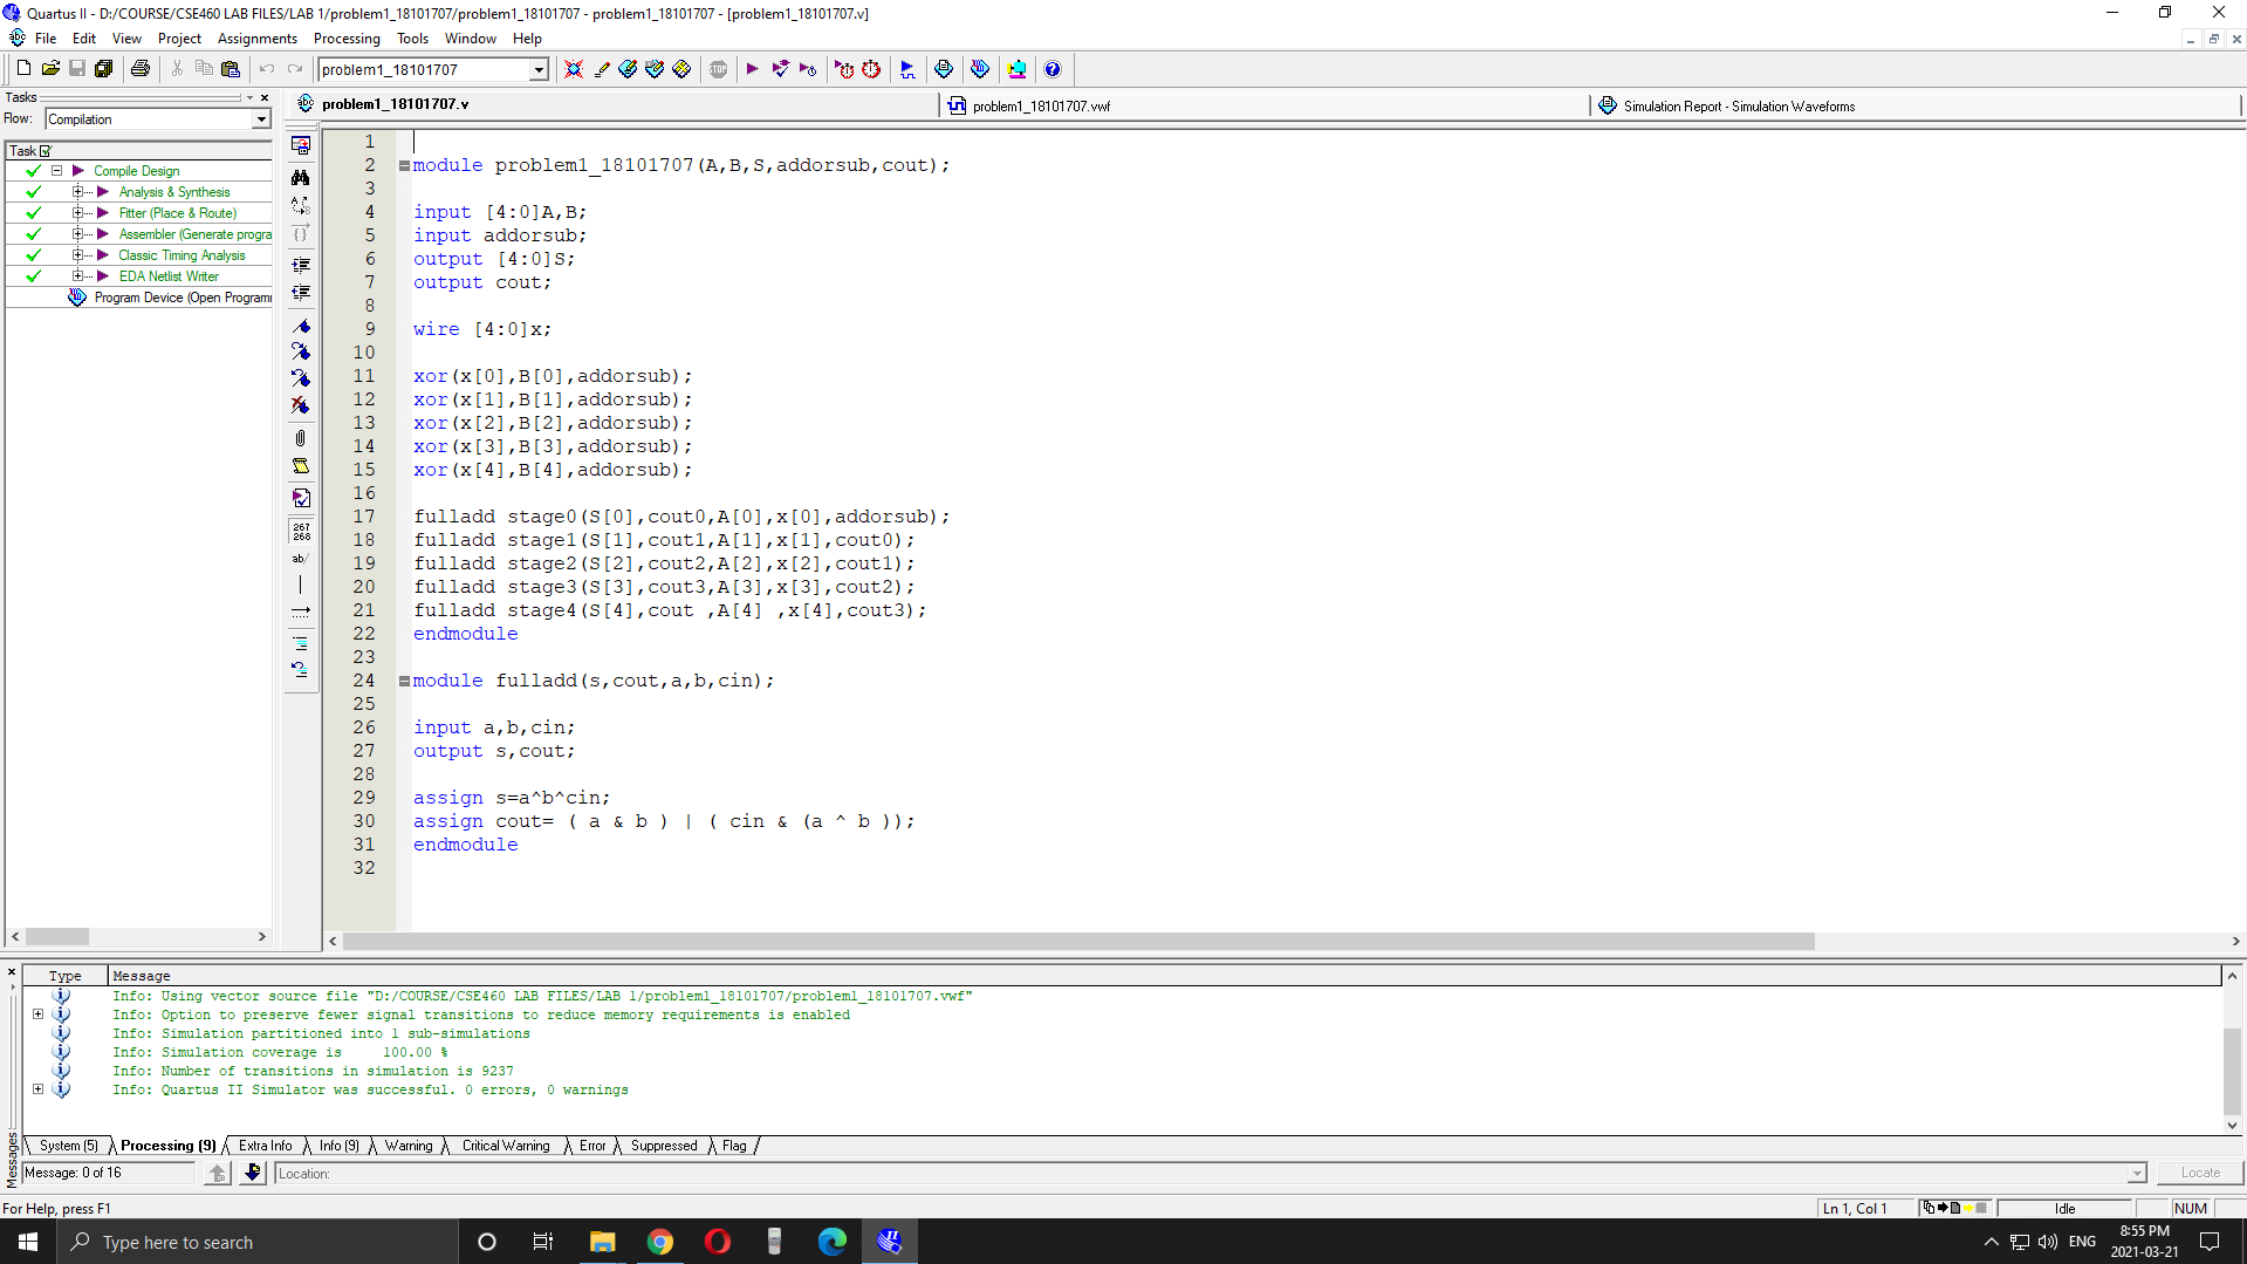 Quartus II - D:/COURSE/CSE460 LAB FILES/LAB 1/problem1_18101707/problem1_18101707 - problem1_18101707 - [problem1_18101707.v]
File Edit View Project Assignments Processing Tools Window Help
problem1_18101707
Tasks
Flow: Compilation
Task
Compile Design
Analysis & Synthesis
Fitter (Place & Route)
Assembler (Generate progra
Classic Timing Analysis
EDA Netlist Writer
Program Device (Open Program
problem1_18101707.v
problem1_18101707.vwf
Simulation Report - Simulation Waveforms
1
2 module problem1_18101707(A,B,S,addorsub,cout);
3
4 input [4:0]A,B;
5 input addorsub;
6 output [4:0]S;
7 output cout;
8
9 wire [4:0]x;
10
11 xor(x[0],B[0],addorsub);
12 xor(x[1],B[1],addorsub);
13 xor(x[2],B[2],addorsub);
14 xor(x[3],B[3],addorsub);
15 xor(x[4],B[4],addorsub);
16
17 fulladd stage0(S[0],cout0,A[0],x[0],addorsub);
18 fulladd stage1(S[1],cout1,A[1],x[1],cout0);
19 fulladd stage2(S[2],cout2,A[2],x[2],cout1);
20 fulladd stage3(S[3],cout3,A[3],x[3],cout2);
21 fulladd stage4(S[4],cout ,A[4] ,x[4],cout3);
22 endmodule
23
24 module fulladd(s,cout,a,b,cin);
25
26 input a,b,cin;
27 output s,cout;
28
29 assign s=a^b^cin;
30 assign cout= ( a & b ) | ( cin & (a ^ b ));
31 endmodule
32
267
268
ab/
Type Message
Info: Using vector source file "D:/COURSE/CSE460 LAB FILES/LAB 1/problem1_18101707/problem1_18101707.vwf"
Info: Option to preserve fewer signal transitions to reduce memory requirements is enabled
Info: Simulation partitioned into 1 sub-simulations
Info: Simulation coverage is 100.00 %
Info: Number of transitions in simulation is 9237
Info: Quartus II Simulator was successful. 0 errors, 0 warnings
System (5) Processing (9) Extra Info Info (9) Warning Critical Warning Error Suppressed Flag
Messages
Message: 0 of 16 Location: Locate
For Help, press F1 Ln 1, Col 1 Idle NUM
Type here to search
ENG
8:55 PM
2021-03-21